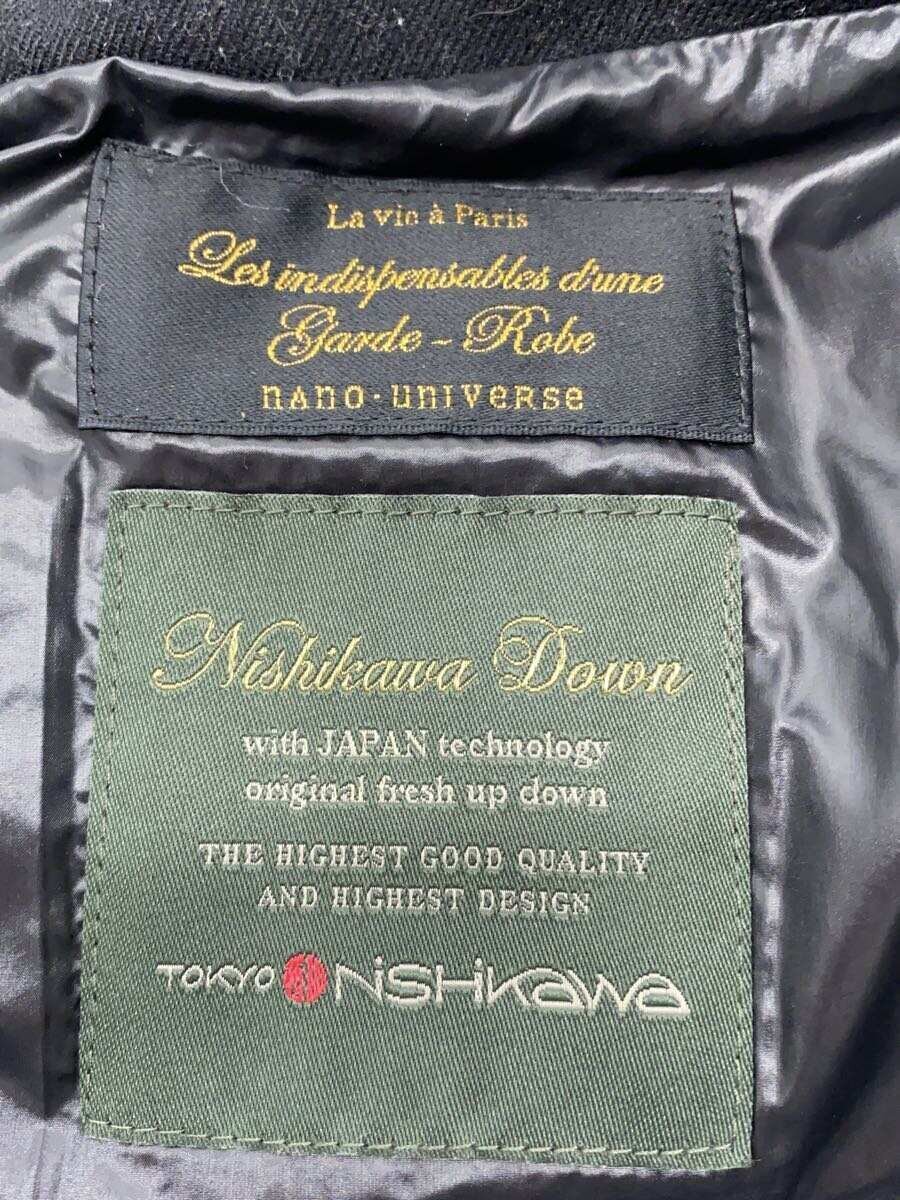 La vie à Paris
Les indispensables d'une
Garde - Robe
nAno · uniVeRse
Nishikawa Down
with JAPAN technology
original fresh up down
THE HIGHEST GOOD QUALITY
AND HIGHEST DESIGN
TOKYO NiSHiKaWa